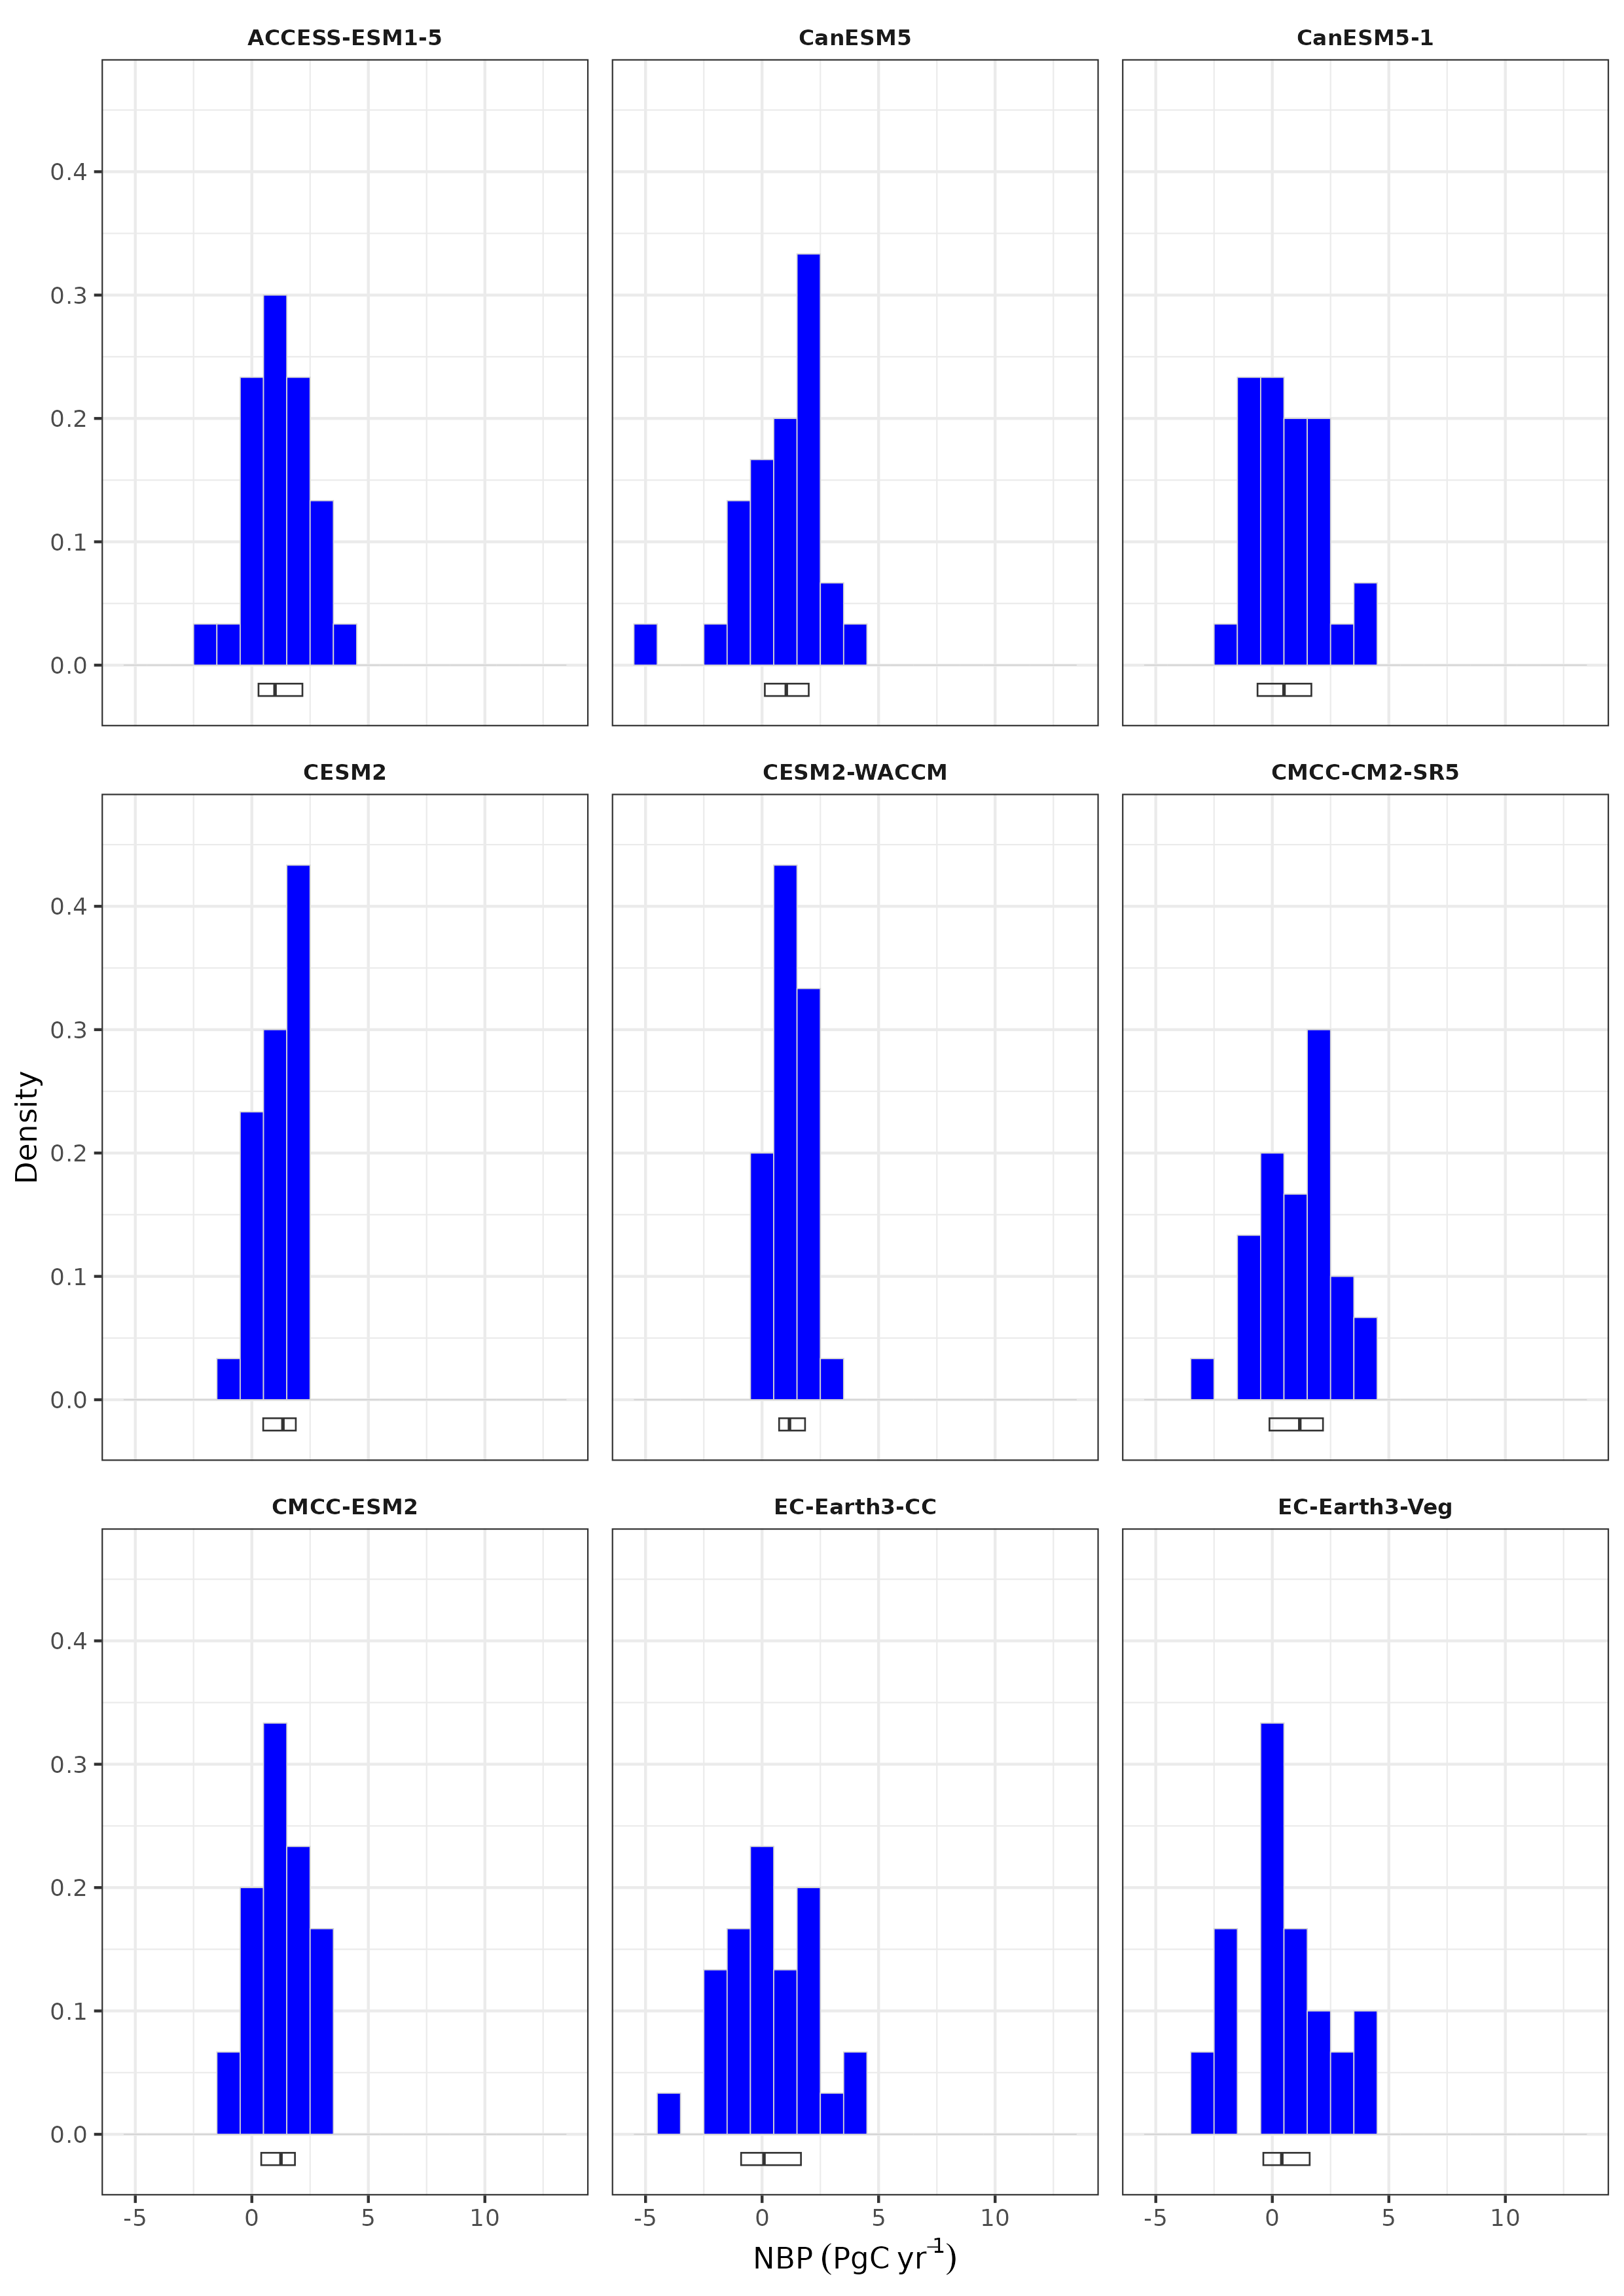 ACCESS-ESM1-5 CanESM5 CanESM5-1
0.4
0.3
0.2
0.1
0.0
CESM2 CESM2-WACCM CMCC-CM2-SR5
0.4
0.3
0.2
0.1
0.0
Density
CMCC-ESM2 EC-Earth3-CC EC-Earth3-Veg
0.4
0.3
0.2
0.1
0.0
-5 0 5 10 -5 0 5 10 -5 0 5 10
NBP (PgC yr⁻¹)